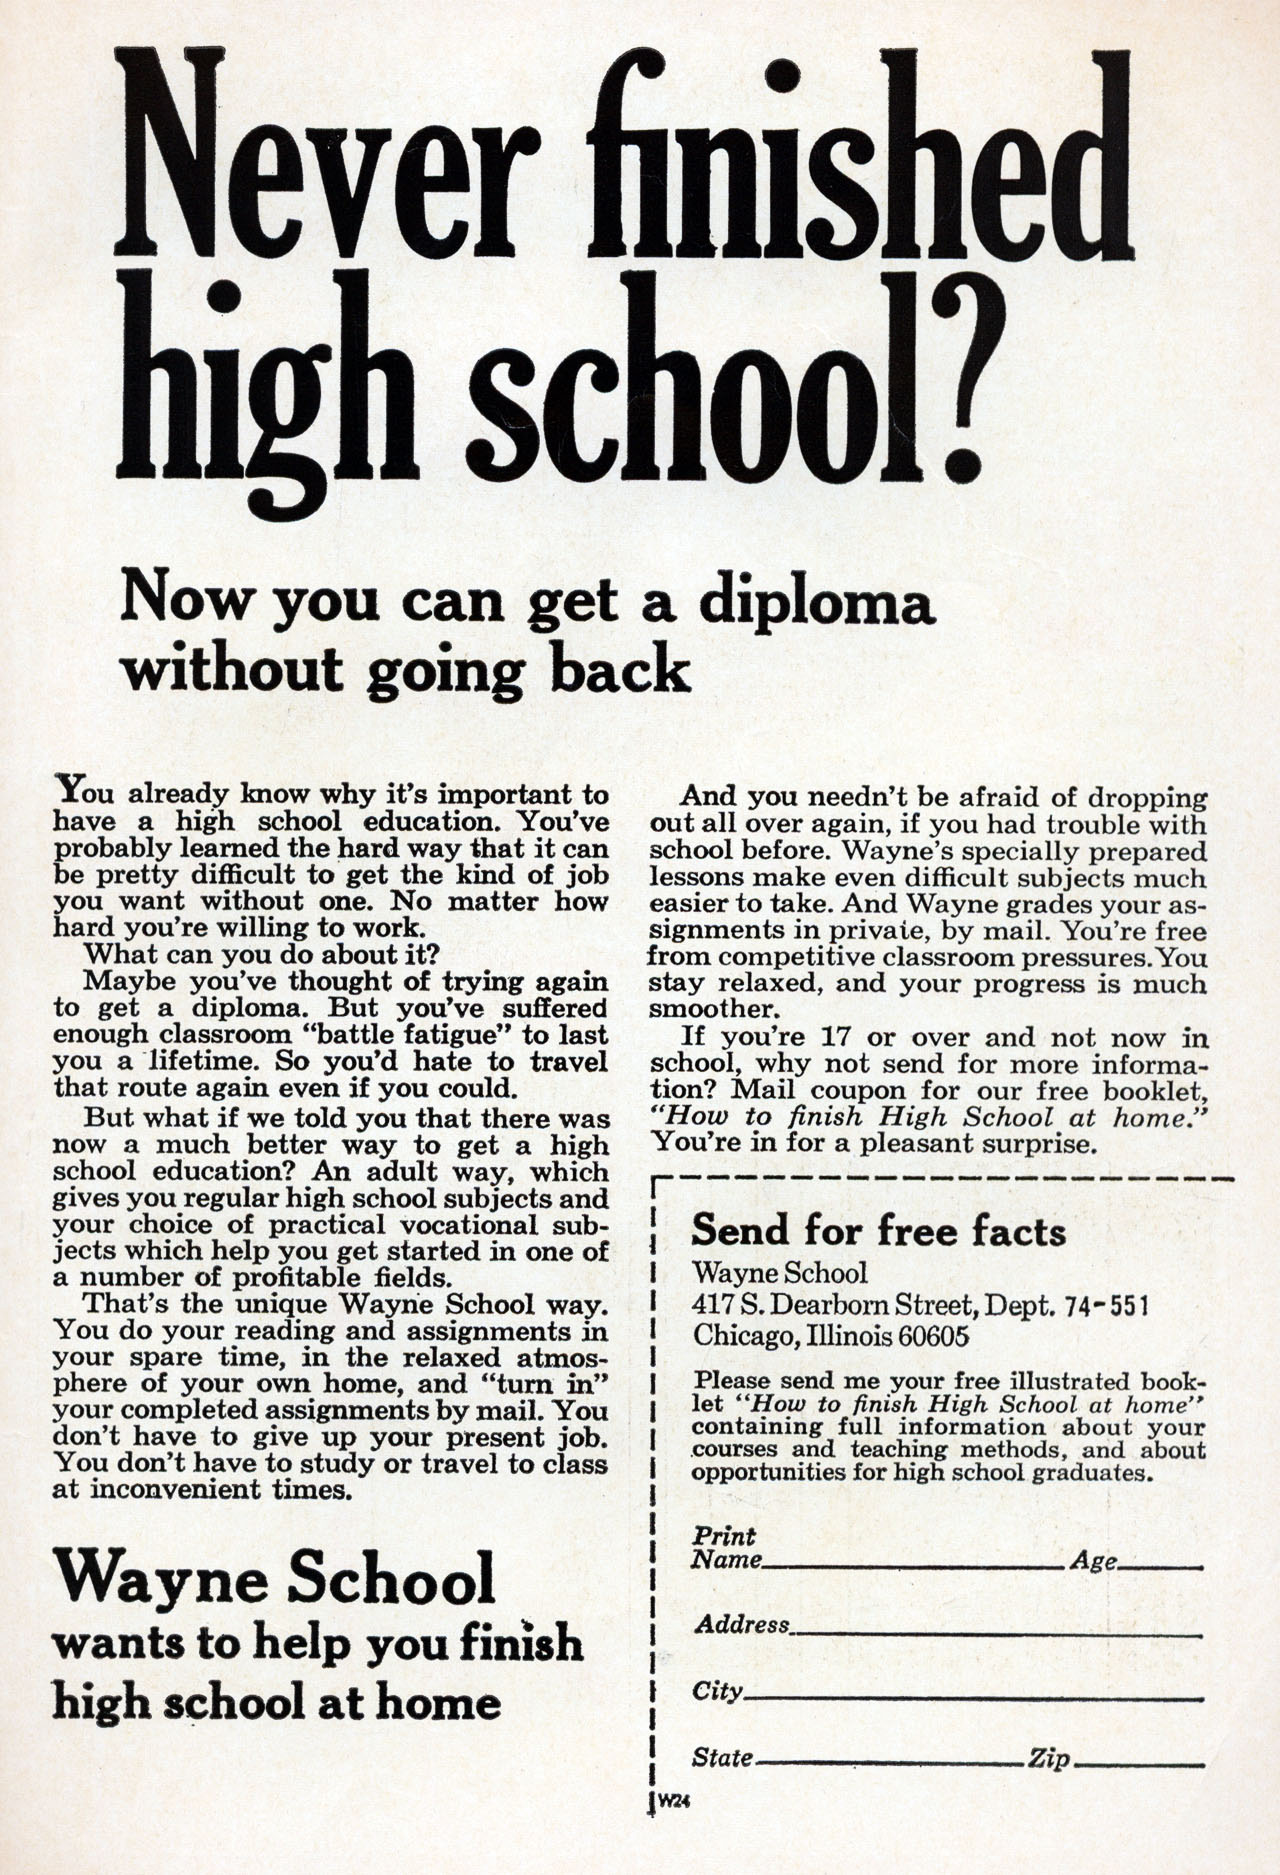 Never finished
high school?
Now you can get a diploma
without going back
You already know why it's important to
have a high school education. You've
probably learned the hard way that it can
be pretty difficult to get the kind of job
you want without one. No matter how
hard you're willing to work.
What can you do about it?
Maybe you've thought of trying again
to get a diploma. But you've suffered
enough classroom “battle fatigue” to last
you a lifetime. So you'd hate to travel
that route again even if you could.
But what if we told you that there was
now a much better way to get a high
school education? An adult way, which
gives you regular high school subjects and
your choice of practical vocational sub-
jects which help you get started in one of
a number of profitable fields.
That's the unique Wayne School way.
You do your reading and assignments in
your spare time, in the relaxed atmos-
phere of your own home, and “turn in”
your completed assignments by mail. You
don't have to give up your present job.
You don't have to study or travel to class
at inconvenient times.
Wayne School
wants to help you finish
high school at home
And you needn't be afraid of dropping
out all over again, if you had trouble with
school before. Wayne's specially prepared
lessons make even difficult subjects much
easier to take. And Wayne grades your as-
signments in private, by mail. You're free
from competitive classroom pressures. You
stay relaxed, and your progress is much
smoother.
If you're 17 or over and not now in
school, why not send for more informa-
tion? Mail coupon for our free booklet,
“How to finish High School at home.”
You're in for a pleasant surprise.
Send for free facts
Wayne School
417 S. Dearborn Street, Dept. 74-551
Chicago, Illinois 60605
Please send me your free illustrated book-
let “How to finish High School at home”
containing full information about your
courses and teaching methods, and about
opportunities for high school graduates.
Print
Name Age
Address
City
State Zip
W24